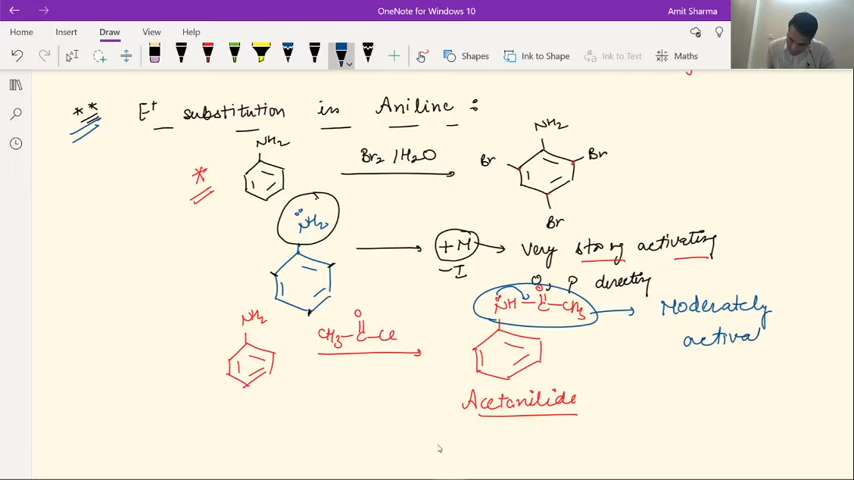 OneNote for Windows 10
Amit Sharma
Home Insert Draw View Help
Shapes Ink to Shape Ink to Text Maths
** E+ substitution in Aniline :
NH2
* Br2 /H2O
NH2
Br Br
Br
NH2
+M very strong activating
-I
O, P directing
NH2
CH3-C-Cl
O
NH-C-CH3
O
Moderately
activa
Acetanilide